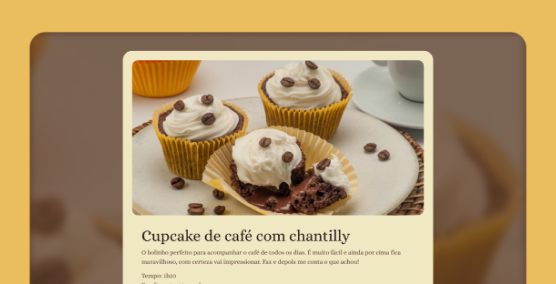 Cupcake de café com chantilly
O bolinho perfeito para acompanhar o café de todos os dias. É muito fácil e ainda por cima fica
maravilhoso, com certeza vai impressionar. Faz e depois me conta o que achou!
Tempo: 1h20